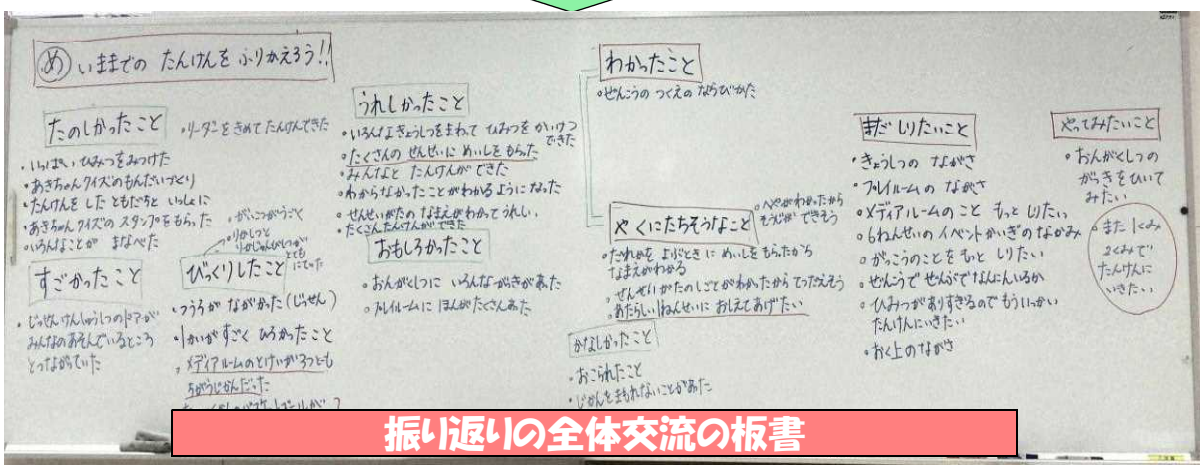 め いままでの たんけんを ふりかえろう!!
たのしかったこと
・リーダーを きめて たんけんできた
・いっぱい ひみつをみつけた
・あきちゃんクイズのもんだいづくり
・たんけんを した ともだちと いっしょに
・あきちゃんクイズの スタンプをもらった
・いろんなことが まなべた
すごかったこと
・じっせんけんしゅうしつのドアが
みんなのあそんでいるところ
とつながっていた
びっくりしたこと
・がっこうがうごく
・りかしつと
とても
にていた
・つうろが ながかった(じっせん)
・1かいが すごく ひろかったこと
・メディアルームのとけいが3つとも
ちがうじかんだった
うれしかったこと
・いろんなきょうしつをまわって ひみつを かいけつ
できた
・たくさんの せんせいに めいしを もらった
・みんなと たんけんが できた
・わからなかったことがわかるようになった
・せんせいがたの なまえがわかって うれしい
・たくさんたんけんができた
おもしろかったこと
・おんがくしつに いろんながっきがあった
・プレイルームに ほんがたくさんあった
わかったこと
・せんこうの つくえの ならびかた
やくにたちそうなこと
・へやがわかったから
そうじが できそう
・だれかを よぶときに めいしを もらったから
なまえがわかる
・せんせいがたのしごとがわかったから てつだえそう
・あたらしい1ねんせいに おしえてあげたい
かなしかったこと
・おこられたこと
・じかんをまもれないことがあった
まだ しりたいこと
・きょうしつの ながさ
・プレイルームの ながさ
・メディアルームのこと もっと しりたい
・6ねんせいの イベントかいぎのなかみ
・がっこうのことを もっと しりたい
・せんこうで せんぶでなんにんいるか
・ひみつがありすぎるので もういっかい
たんけんにいきたい
・おく上のながさ
やってみたいこと
・おんがくしつの
がっきをひいて
みたい
・また 1くみ
2くみで
たんけんに
いきたい
振り返りの全体交流の板書